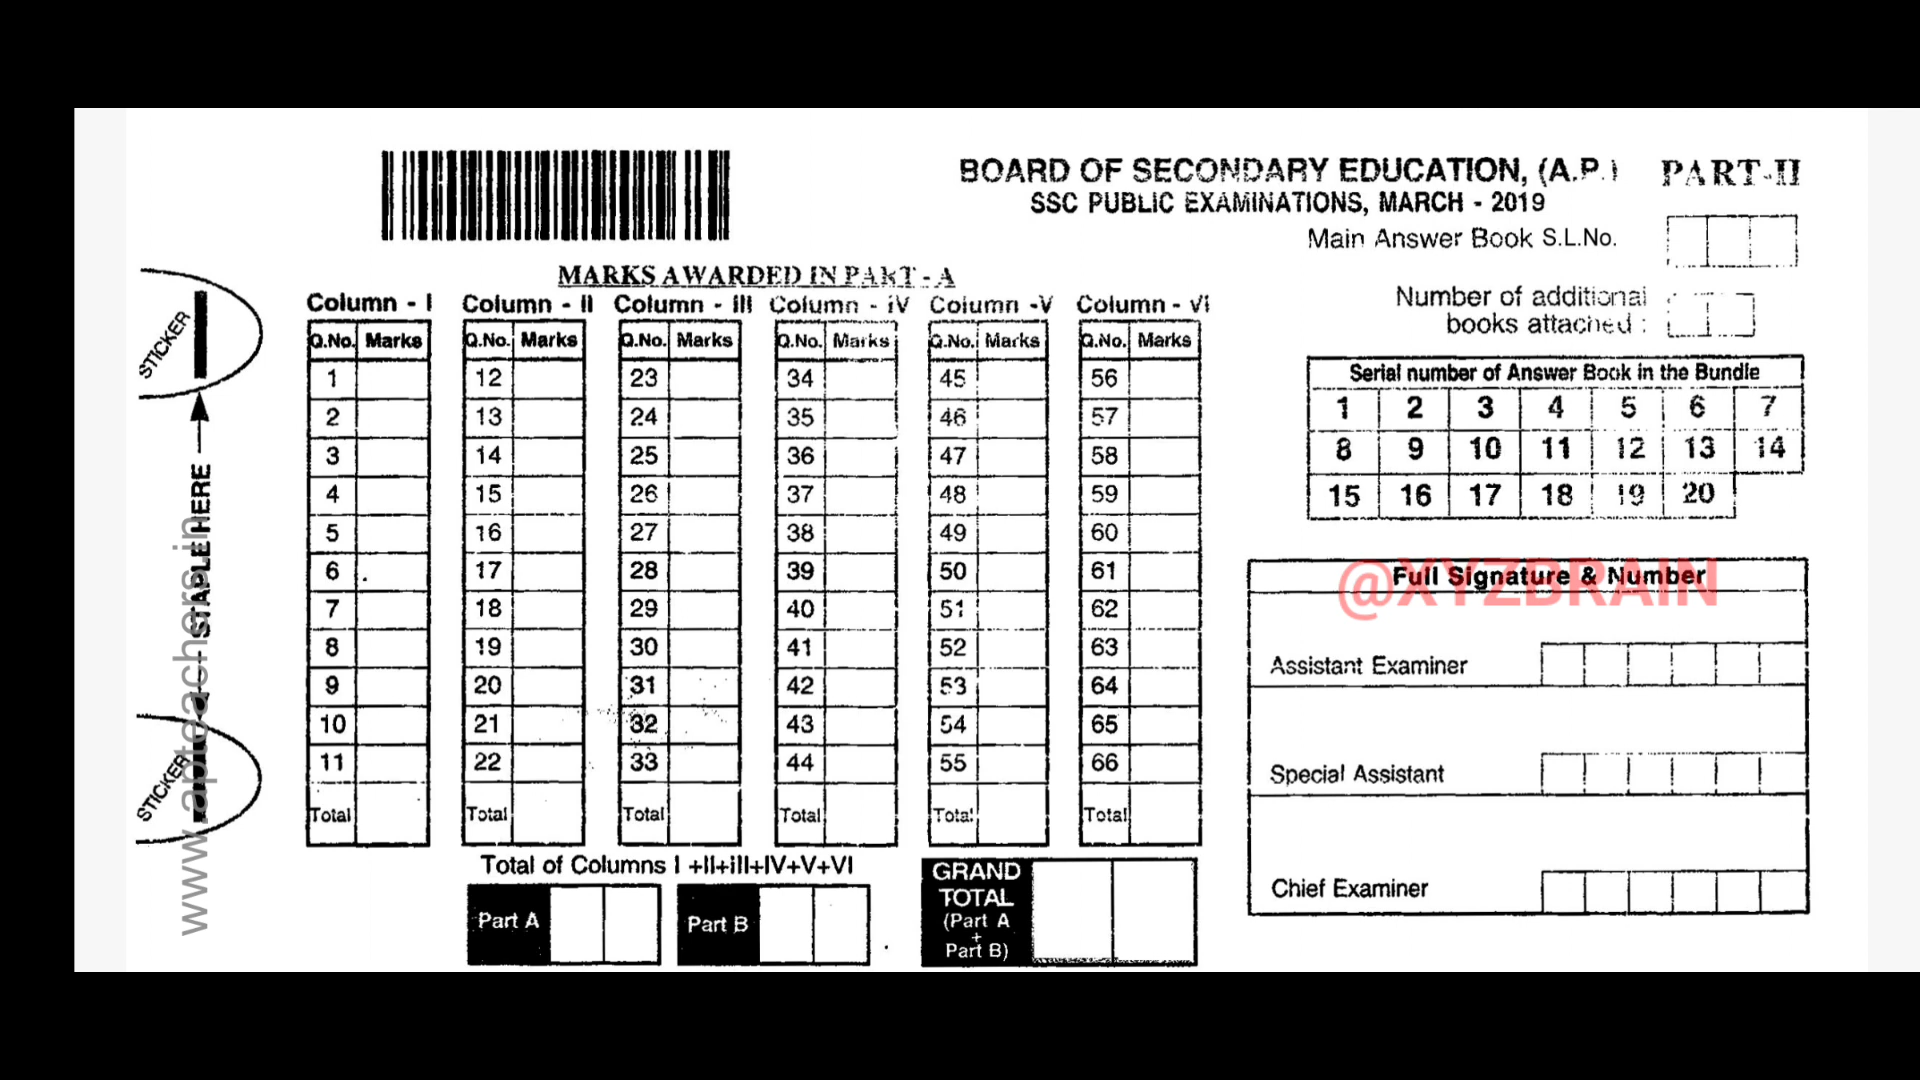 BOARD OF SECONDARY EDUCATION, (A.P.) PART-II
SSC PUBLIC EXAMINATIONS, MARCH - 2019
Main Answer Book S.L.No.
MARKS AWARDED IN PART - A
Number of additional
books attached :
Column - I Column - II Column - III Column - IV Column -V Column - VI
Q.No. Marks Q.No. Marks Q.No. Marks Q.No. Marks Q.No. Marks Q.No. Marks
1 12 23 34 45 56
2 13 24 35 46 57
3 14 25 36 47 58
4 15 26 37 48 59
5 16 27 38 49 60
6 17 28 39 50 61
7 18 29 40 51 62
8 19 30 41 52 63
9 20 31 42 53 64
10 21 32 43 54 65
11 22 33 44 55 66
Total Total Total Total Total Total
Total of Columns I +II+III+IV+V+VI
Part A Part B
GRAND
TOTAL
(Part A
+
Part B)
Serial number of Answer Book in the Bundle
1 2 3 4 5 6 7
8 9 10 11 12 13 14
15 16 17 18 19 20
Full Signature & Number
@XYZBRAIN
Assistant Examiner
Special Assistant
Chief Examiner
STICKER
STAPLE HERE
STICKER
www.apteachers.in